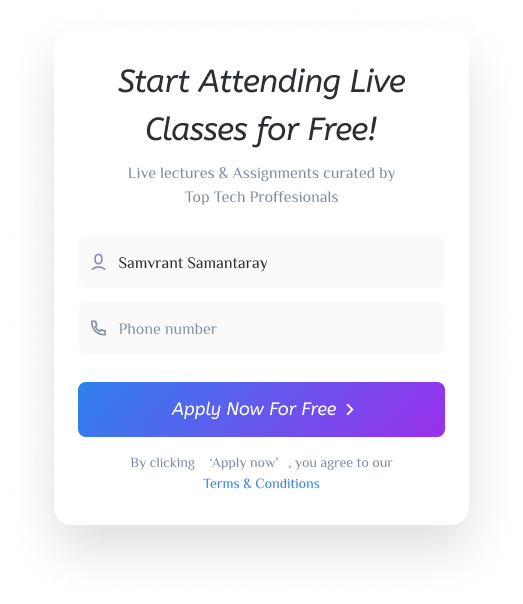 Start Attending Live
Classes for Free!
Live lectures & Assignments curated by
Top Tech Proffesionals
Samvrant Samantaray
Phone number
Apply Now For Free
By clicking ‘Apply now’ , you agree to our
Terms & Conditions